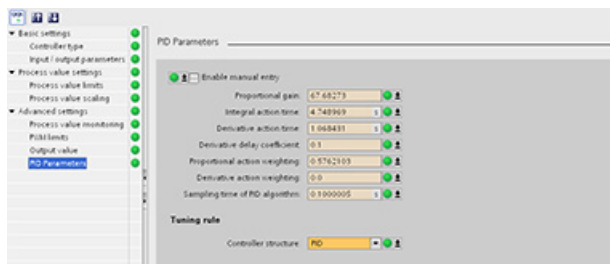 Basic settings
Controller type
Input / output parameters
Process value settings
Process value limits
Process value scaling
Advanced settings
Process value monitoring
PWM limits
Output value
PID Parameters
PID Parameters
Enable manual entry
Proportional gain: 67.68273
Integral action time: 4.748969 s
Derivative action time: 1.068431 s
Derivative delay coefficient: 0.1
Proportional action weighting: 0.5762103
Derivative action weighting: 0.0
Sampling time of PID algorithm: 0.1000005 s
Tuning rule
Controller structure: PID